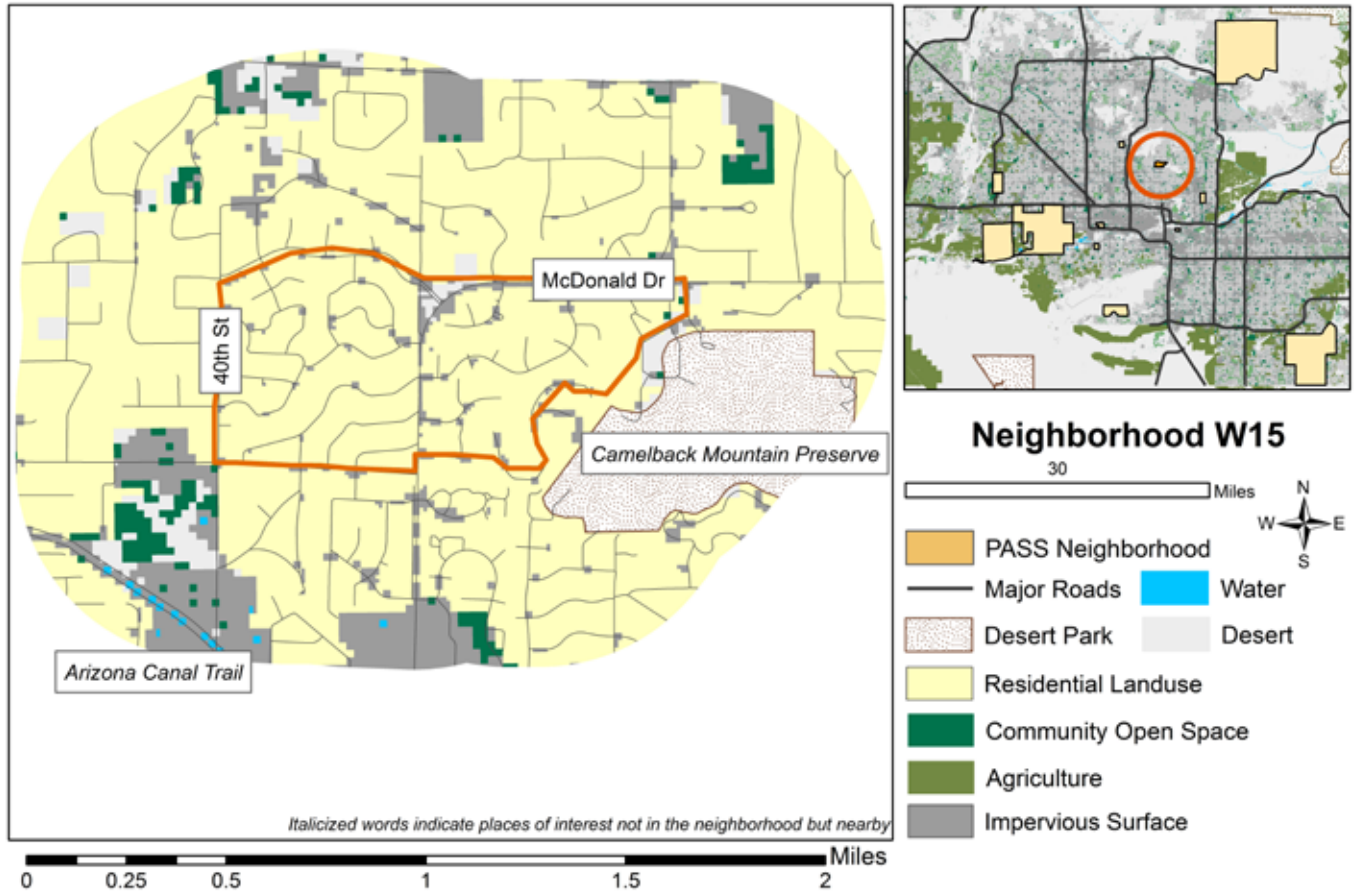 McDonald Dr
40th St
Camelback Mountain Preserve
Arizona Canal Trail
Italicized words indicate places of interest not in the neighborhood but nearby
0 0.25 0.5 1 1.5 2 Miles
Neighborhood W15
30
Miles
N
W E
S
PASS Neighborhood
Major Roads
Water
Desert Park
Desert
Residential Landuse
Community Open Space
Agriculture
Impervious Surface